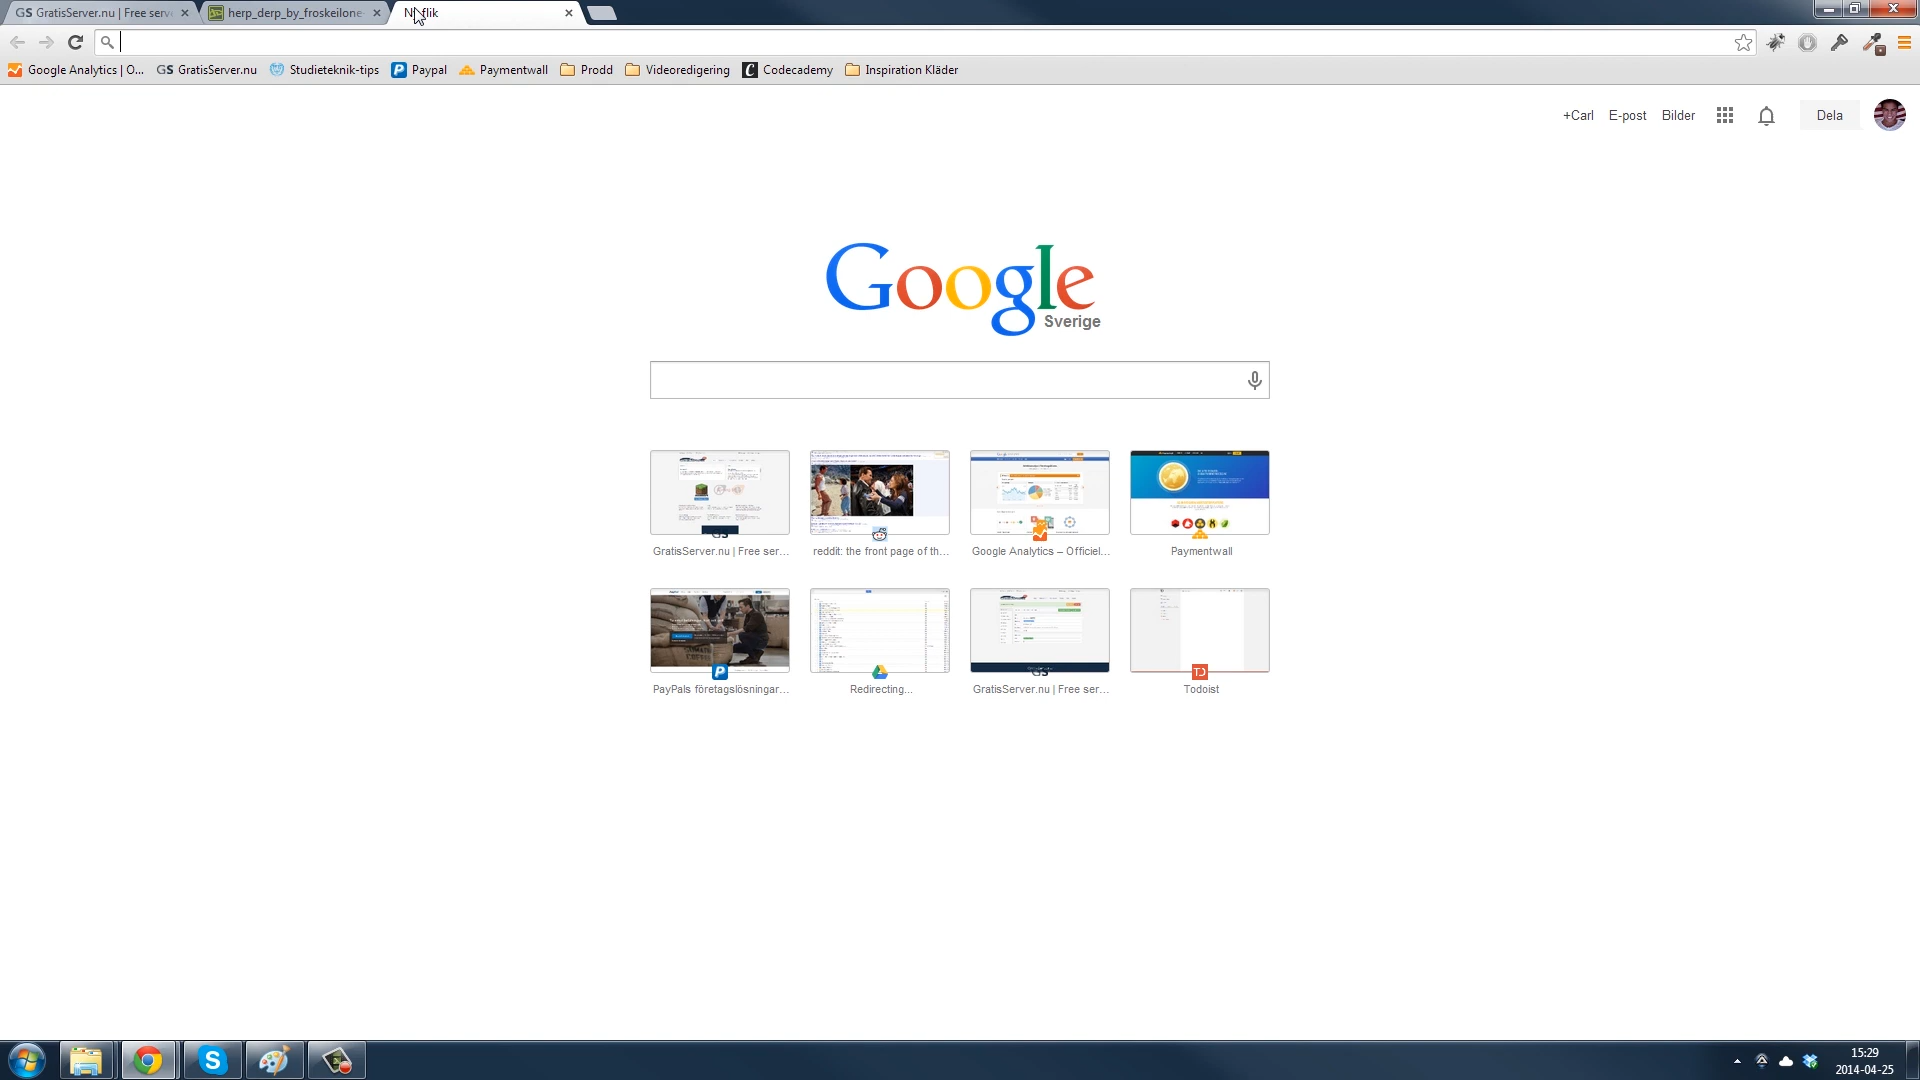 GS GratisServer.nu | Free serv
herp_derp_by_froskeilone-
flik
Google Analytics | O...
GS GratisServer.nu
Studieteknik-tips
Paypal
Paymentwall
Prodd
Videoredigering
Codecademy
Inspiration Kläder
+Carl E-post Bilder Dela
Google
Sverige
GratisServer.nu | Free ser...
reddit: the front page of th...
Google Analytics – Officiel...
Paymentwall
PayPals företagslösningar...
Redirecting...
GratisServer.nu | Free ser...
Todoist
15:29
2014-04-25